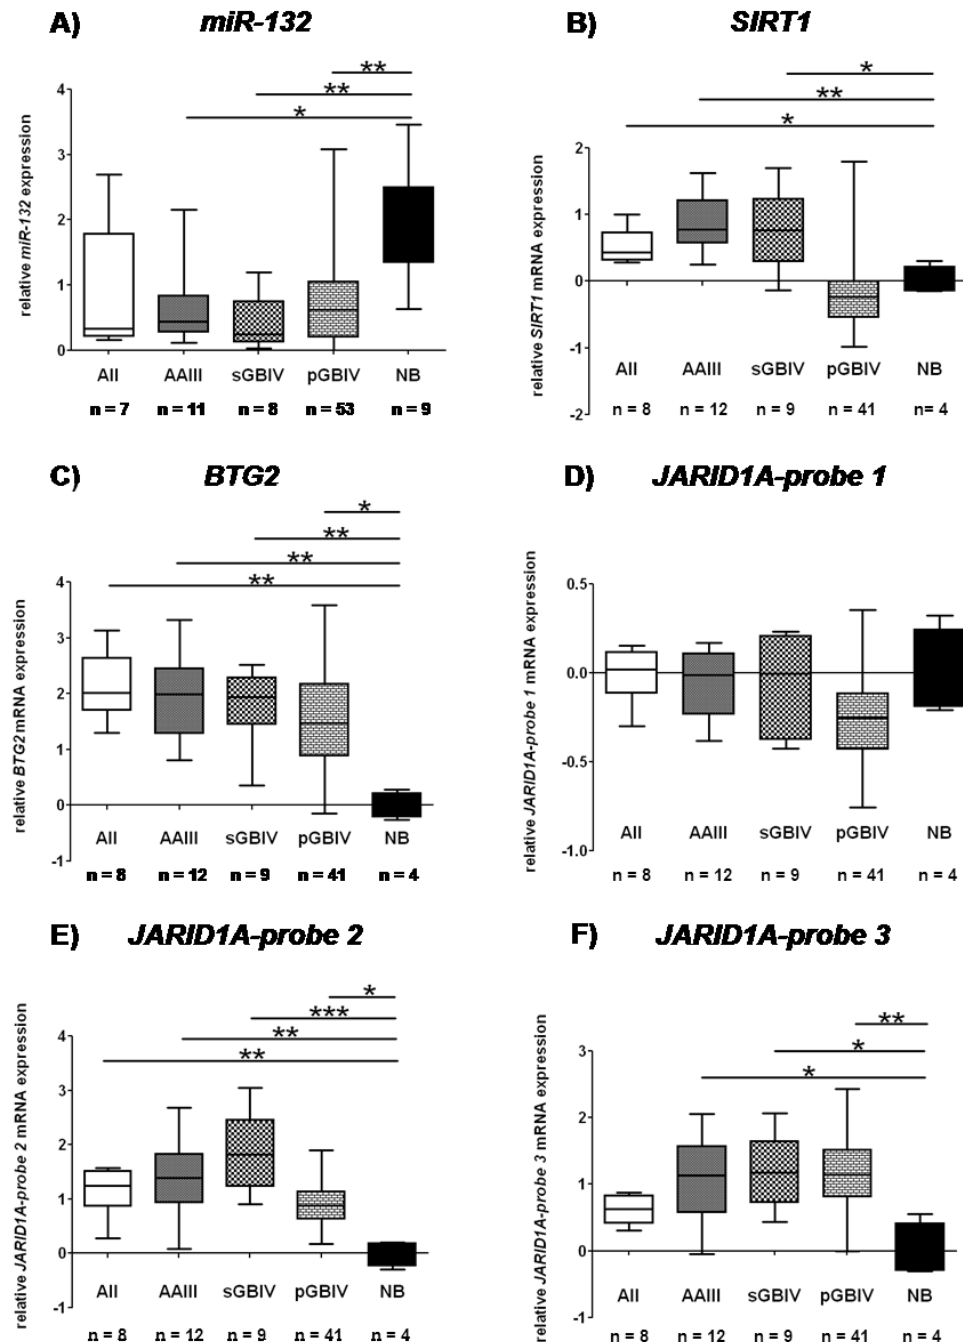 A) miR-132
**
**
*
relative miR-132 expression
4
3
2
1
0
AII AAIII sGBIV pGBIV NB
n = 7 n = 11 n = 8 n = 53 n = 9
B) SIRT1
*
**
*
relative SIRT1 mRNA expression
2
1
0
-1
-2
AII AAIII sGBIV pGBIV NB
n = 8 n = 12 n = 9 n = 41 n= 4
C) BTG2
*
**
**
**
relative BTG2 mRNA expression
4
3
2
1
0
-1
AII AAIII sGBIV pGBIV NB
n = 8 n = 12 n = 9 n = 41 n = 4
D) JARID1A-probe 1
relative JARID1A-probe 1 mRNA expression
0.5
0.0
-0.5
-1.0
AII AAIII sGBIV pGBIV NB
n = 8 n = 12 n = 9 n = 41 n = 4
E) JARID1A-probe 2
*
***
**
**
relative JARID1A-probe 2 mRNA expression
4
3
2
1
0
-1
AII AAIII sGBIV pGBIV NB
n = 8 n = 12 n = 9 n = 41 n = 4
F) JARID1A-probe 3
**
*
*
relative JARID1A-probe 3 mRNA expression
3
2
1
0
-1
AII AAIII sGBIV pGBIV NB
n = 8 n = 12 n = 9 n = 41 n = 4